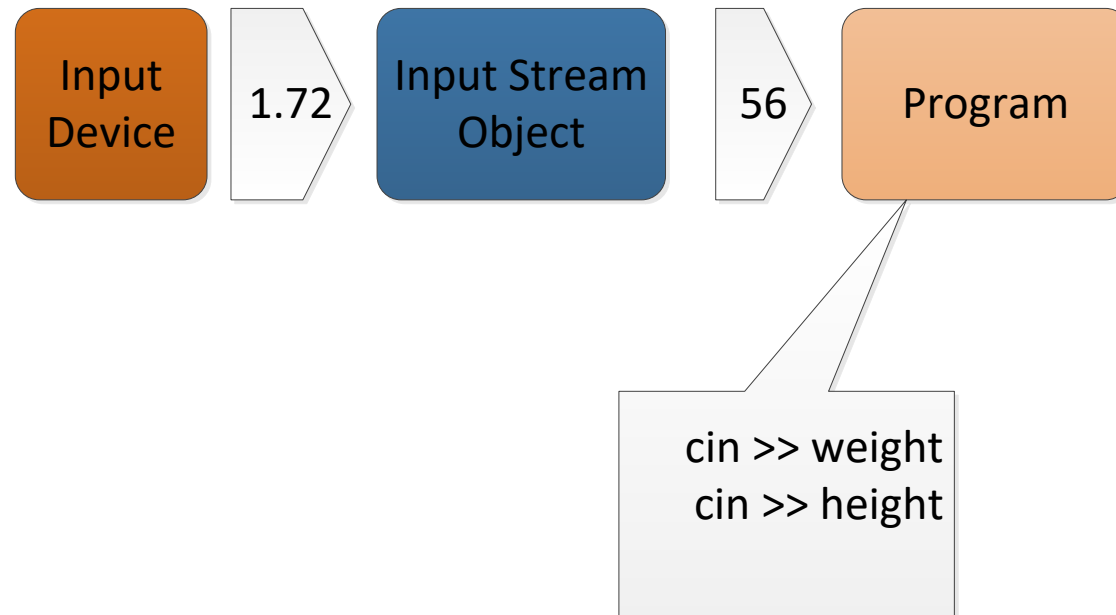 Input
Device
1.72
Input Stream
Object
56
Program
cin >> weight
cin >> height